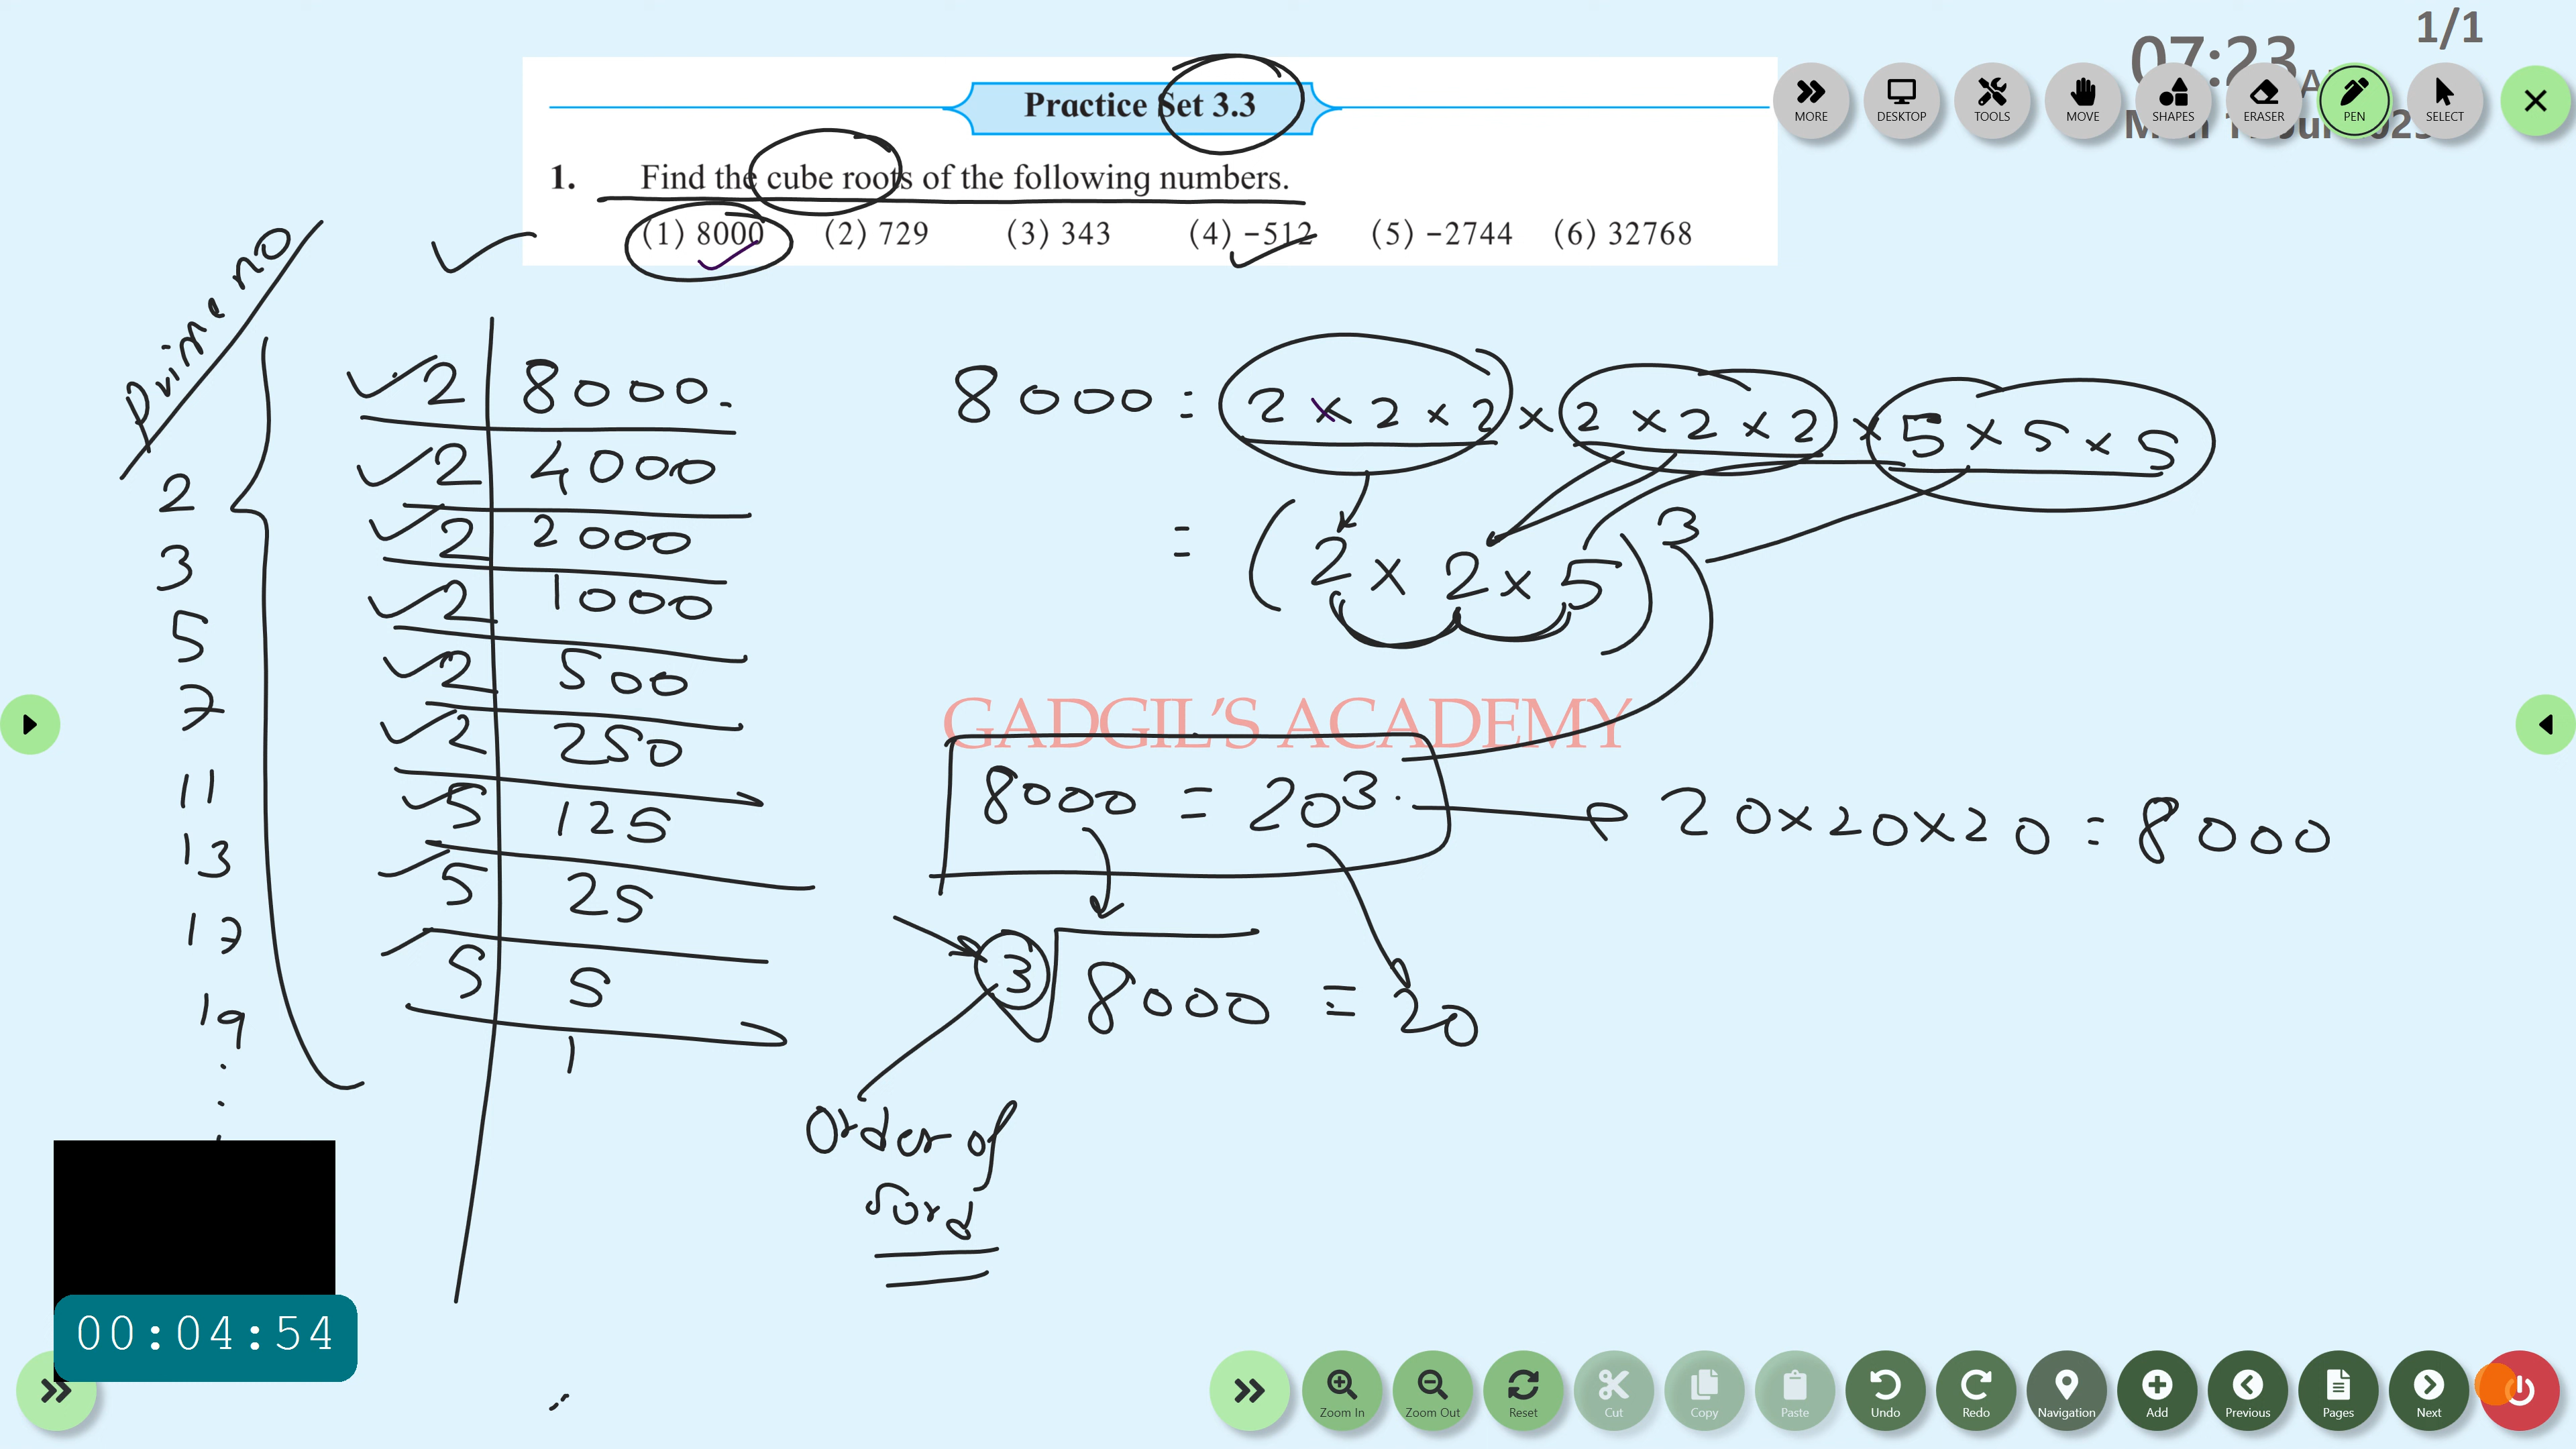 1/1
07:23
MORE DESKTOP TOOLS MOVE SHAPES ERASER PEN SELECT
Practice Set 3.3
1. Find the cube roots of the following numbers.
(1) 8000 (2) 729 (3) 343 (4) -512 (5) -2744 (6) 32768
Prime no
2
3
5
7
11
13
17
19
2 8000
2 4000
2 2000
2 1000
2 500
2 250
5 125
5 25
5 5
1
8000 = 2 × 2 × 2 × 2 × 2 × 2 × 5 × 5 × 5
= (2 × 2 × 5)³
GADGIL'S ACADEMY
8000 = 20³ → 20×20×20 = 8000
³√8000 = 20
Order of
Sord
00:04:54
Zoom In Zoom Out Reset Cut Copy Paste Undo Redo Navigation Add Previous Pages Next